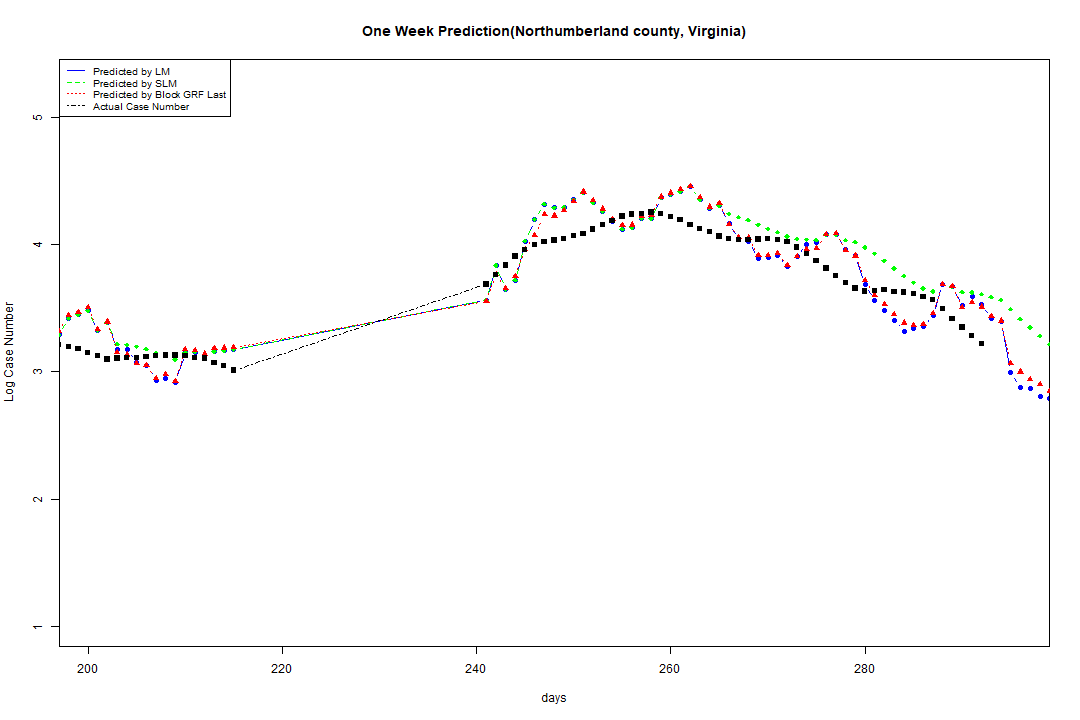 One Week Prediction(Northumberland county, Virginia)
Predicted by LM
Predicted by SLM
Predicted by Block GRF Last
Actual Case Number
5
4
3
2
1
Log Case Number
200 220 240 260 280
days